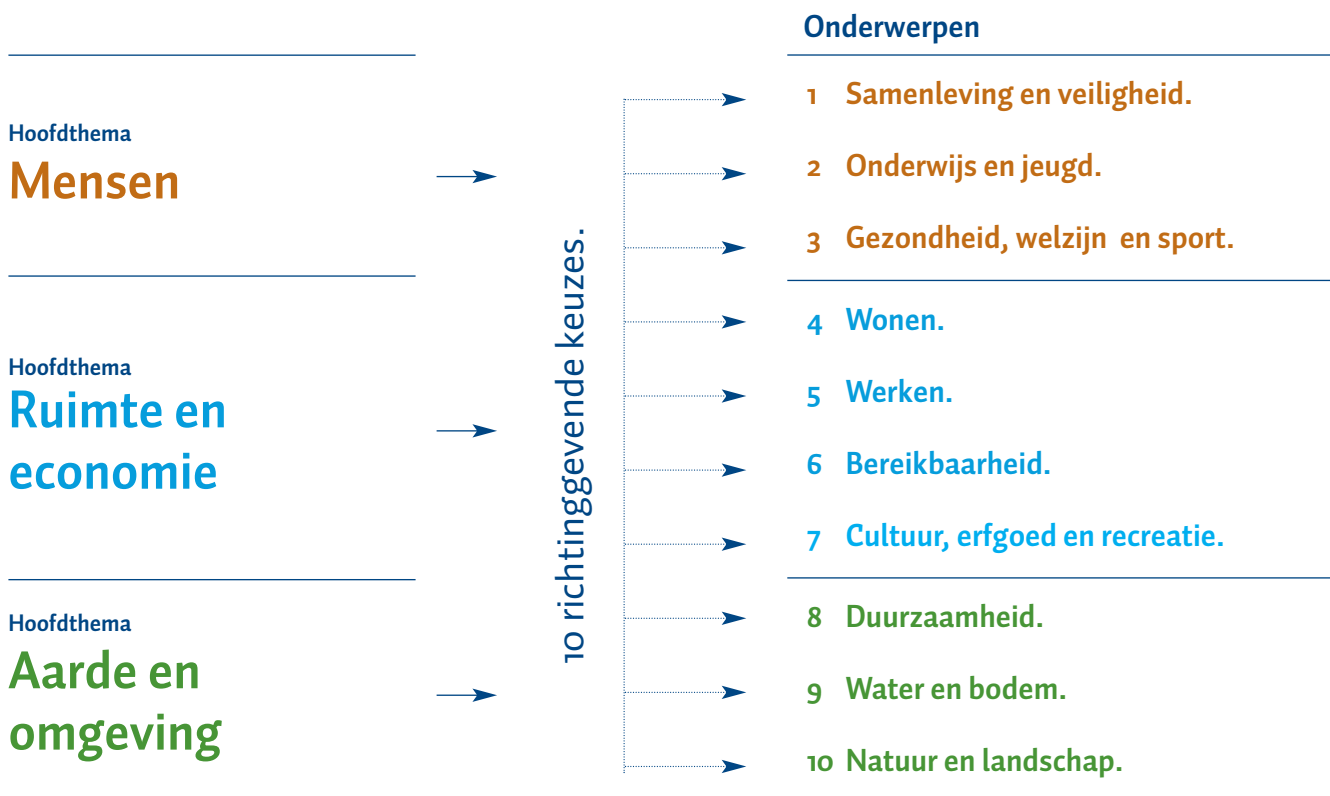 Hoofdthema
Mensen
Hoofdthema
Ruimte en
economie
Hoofdthema
Aarde en
omgeving
10 richtinggevende keuzes.
Onderwerpen
1 Samenleving en veiligheid.
2 Onderwijs en jeugd.
3 Gezondheid, welzijn en sport.
4 Wonen.
5 Werken.
6 Bereikbaarheid.
7 Cultuur, erfgoed en recreatie.
8 Duurzaamheid.
9 Water en bodem.
10 Natuur en landschap.